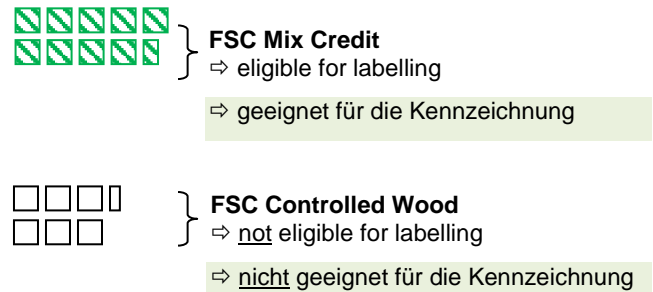 FSC Mix Credit
⇨ eligible for labelling
⇨ geeignet für die Kennzeichnung
FSC Controlled Wood
⇨ not eligible for labelling
⇨ nicht geeignet für die Kennzeichnung